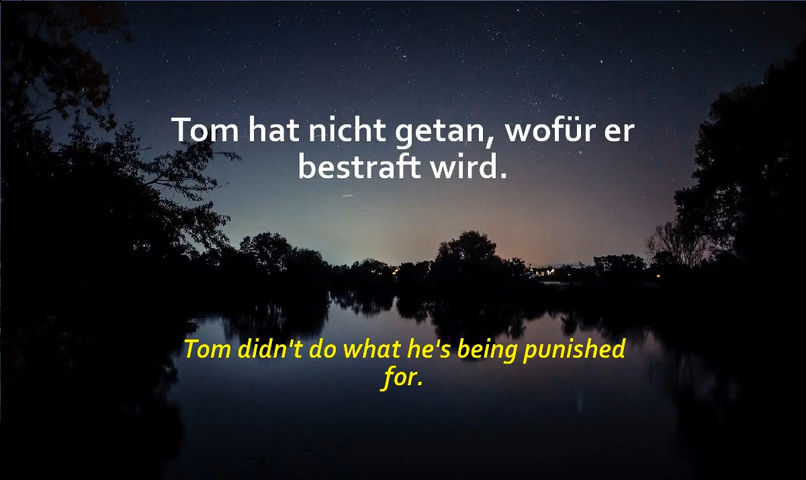 Tom hat nicht getan, wofür er
bestraft wird.
Tom didn't do what he's being punished
for.